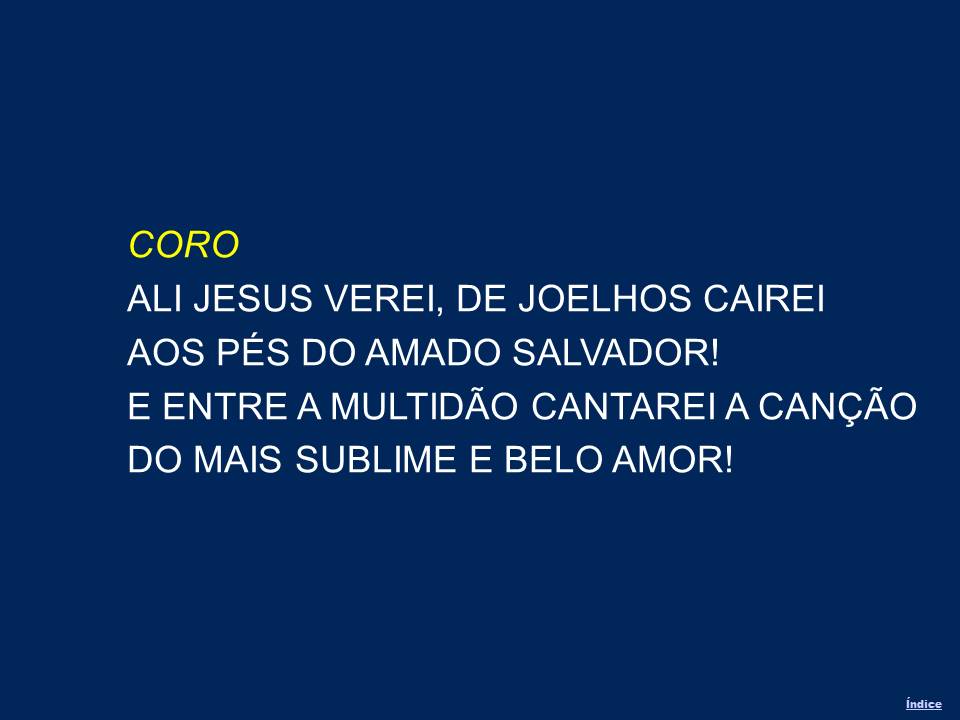 CORO
ALI JESUS VEREI, DE JOELHOS CAIREI
AOS PÉS DO AMADO SALVADOR!
E ENTRE A MULTIDÃO CANTAREI A CANÇÃO
DO MAIS SUBLIME E BELO AMOR!
Índice